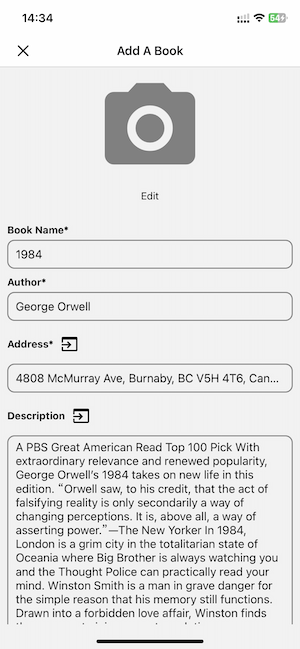 14:34
54
Add A Book
Edit
Book Name*
1984
Author*
George Orwell
Address*
4808 McMurray Ave, Burnaby, BC V5H 4T6, Can...
Description
A PBS Great American Read Top 100 Pick With
extraordinary relevance and renewed popularity,
George Orwell's 1984 takes on new life in this
edition. “Orwell saw, to his credit, that the act of
falsifying reality is only secondarily a way of
changing perceptions. It is, above all, a way of
asserting power.”—The New Yorker In 1984,
London is a grim city in the totalitarian state of
Oceania where Big Brother is always watching you
and the Thought Police can practically read your
mind. Winston Smith is a man in grave danger for
the simple reason that his memory still functions.
Drawn into a forbidden love affair, Winston finds